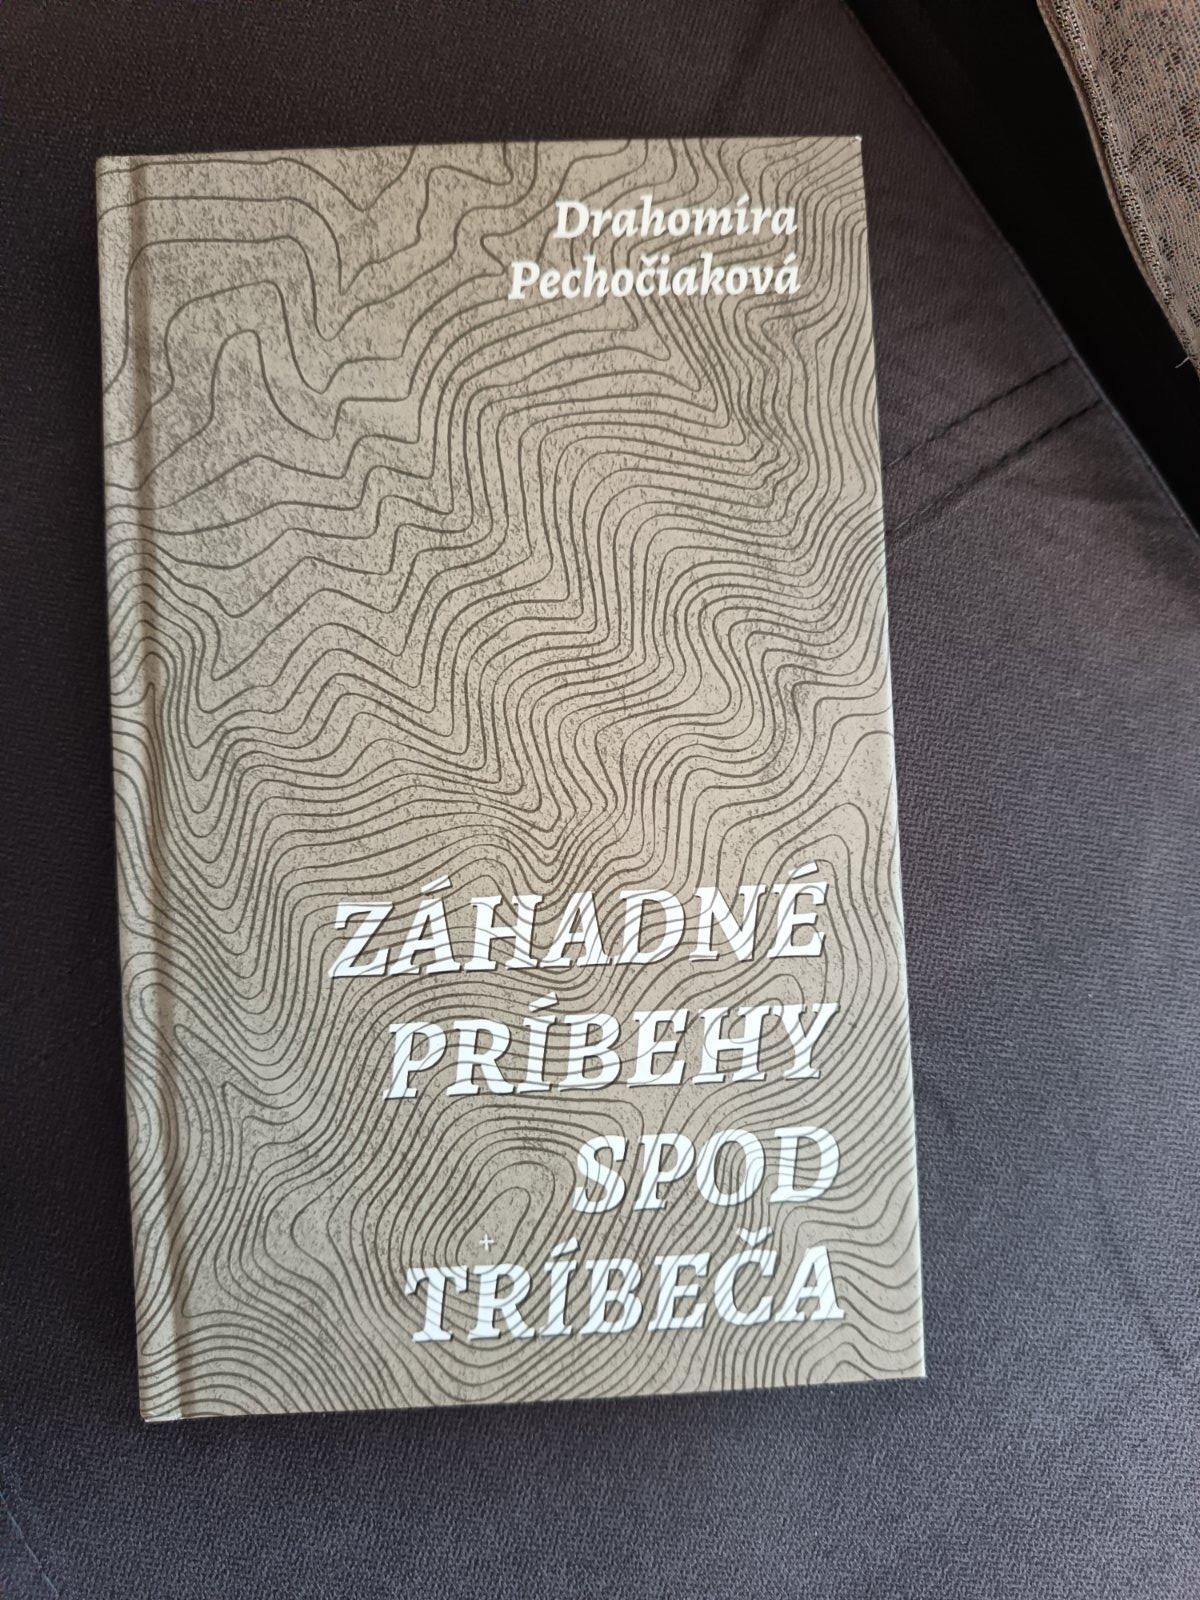 Drahomíra
Pechočiaková
ZÁHADNÉ
PRÍBEHY
SPOD
TRÍBEČA